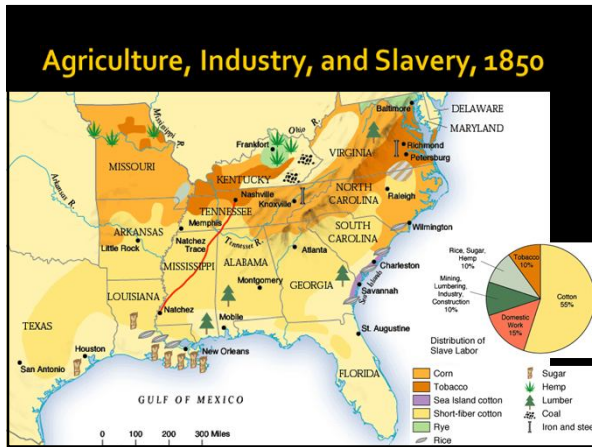 Agriculture, Industry, and Slavery, 1850
Mississippi R.
Ohio R.
Baltimore
DELAWARE
MARYLAND
Frankfort
VIRGINIA
Richmond
Petersburg
MISSOURI
KENTUCKY
Arkansas R.
Nashville
Knoxville
NORTH
CAROLINA
Raleigh
TENNESSEE
ARKANSAS
Memphis
Wilmington
Little Rock
Natchez
Trace
Tennessee R.
SOUTH
CAROLINA
Atlanta
MISSISSIPPI
ALABAMA
GEORGIA
Charleston
Sea Islands
Savannah
Montgomery
LOUISIANA
Natchez
Mobile
TEXAS
St. Augustine
Houston
New Orleans
San Antonio
FLORIDA
GULF OF MEXICO
0 100 200 300 Miles
Rice, Sugar,
Hemp
10%
Tobacco
10%
Mining,
Lumbering,
Industry,
Construction
10%
Cotton
55%
Domestic
Work
15%
Distribution of
Slave Labor
Corn
Tobacco
Sea Island cotton
Short-fiber cotton
Rye
Rice
Sugar
Hemp
Lumber
Coal
Iron and stee